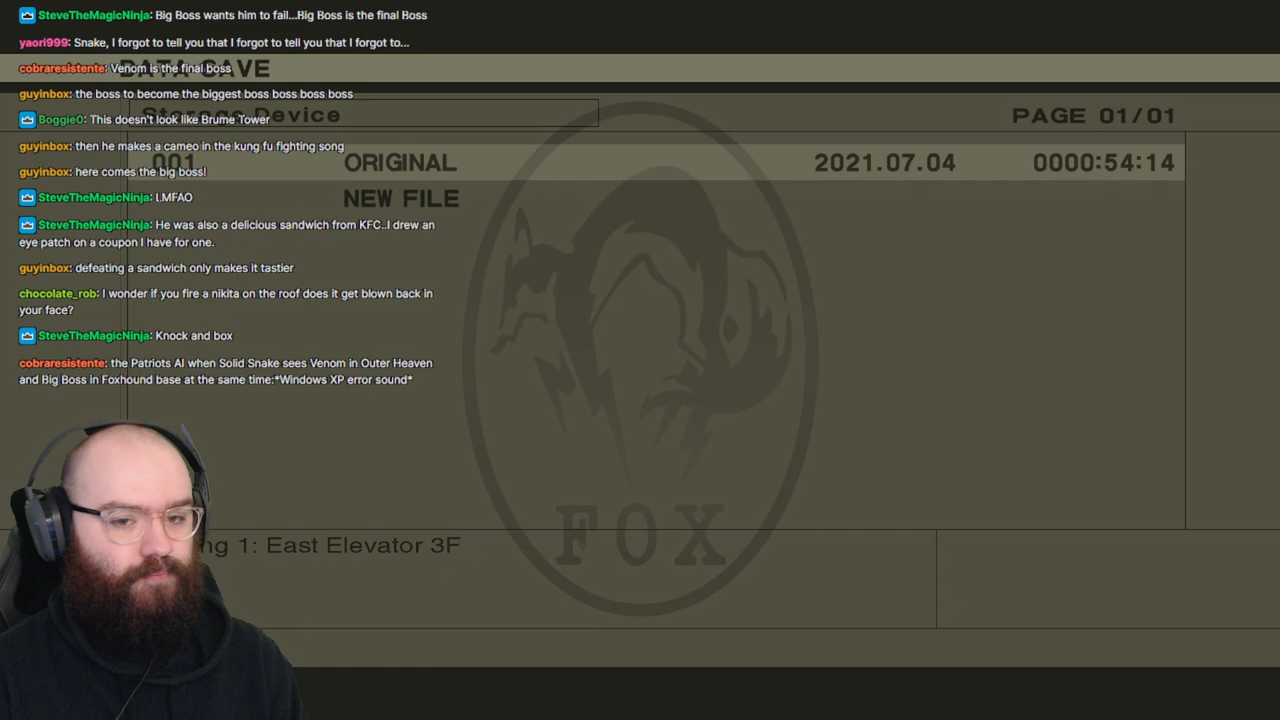 SteveTheMagicNinja: Big Boss wants him to fail...Big Boss is the final Boss
yaori999: Snake, I forgot to tell you that I forgot to tell you that I forgot to...
DATA SAVE
cobraresistente: Venom is the final boss
guyinbox: the boss to become the biggest boss boss boss boss
Storage Device
PAGE 01/01
Boggie0: This doesn't look like Brume Tower
guyinbox: then he makes a cameo in the kung fu fighting song
001 ORIGINAL 2021.07.04 0000:54:14
guyinbox: here comes the big boss!
NEW FILE
SteveTheMagicNinja: LMFAO
SteveTheMagicNinja: He was also a delicious sandwich from KFC..I drew an
eye patch on a coupon I have for one.
guyinbox: defeating a sandwich only makes it tastier
chocolate_rob: I wonder if you fire a nikita on the roof does it get blown back in
your face?
SteveTheMagicNinja: Knock and box
cobraresistente: the Patriots AI when Solid Snake sees Venom in Outer Heaven
and Big Boss in Foxhound base at the same time:*Windows XP error sound*
FOX
ng 1: East Elevator 3F